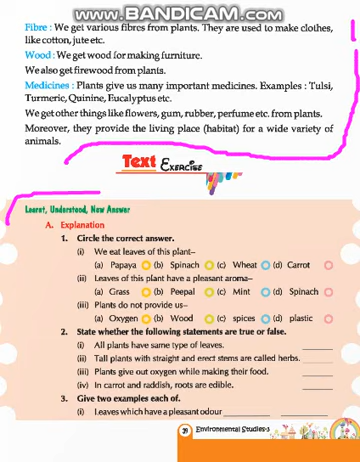 www.BANDICAM.com
Fibre : We get various fibres from plants. They are used to make clothes,
like cotton, jute etc.
Wood : We get wood for making furniture.
We also get firewood from plants.
Medicines : Plants give us many important medicines. Examples : Tulsi,
Turmeric, Quinine, Eucalyptus etc.
We get other things like flowers, gum, rubber, perfume etc. from plants.
Moreover, they provide the living place (habitat) for a wide variety of
animals.
Text Exercise
Learnt, Understood, Now Answer
A. Explanation
1. Circle the correct answer.
(i) We eat leaves of this plant–
(a) Papaya (b) Spinach (c) Wheat (d) Carrot
(ii) Leaves of this plant have a pleasant aroma–
(a) Grass (b) Peepal (c) Mint (d) Spinach
(iii) Plants do not provide us–
(a) Oxygen (b) Wood (c) spices (d) plastic
2. State whether the following statements are true or false.
(i) All plants have same type of leaves.
(ii) Tall plants with straight and erect stems are called herbs.
(iii) Plants give out oxygen while making their food.
(iv) In carrot and raddish, roots are edible.
3. Give two examples each of.
(i) Leaves which have a pleasant odour
39 Environmental Studies-3